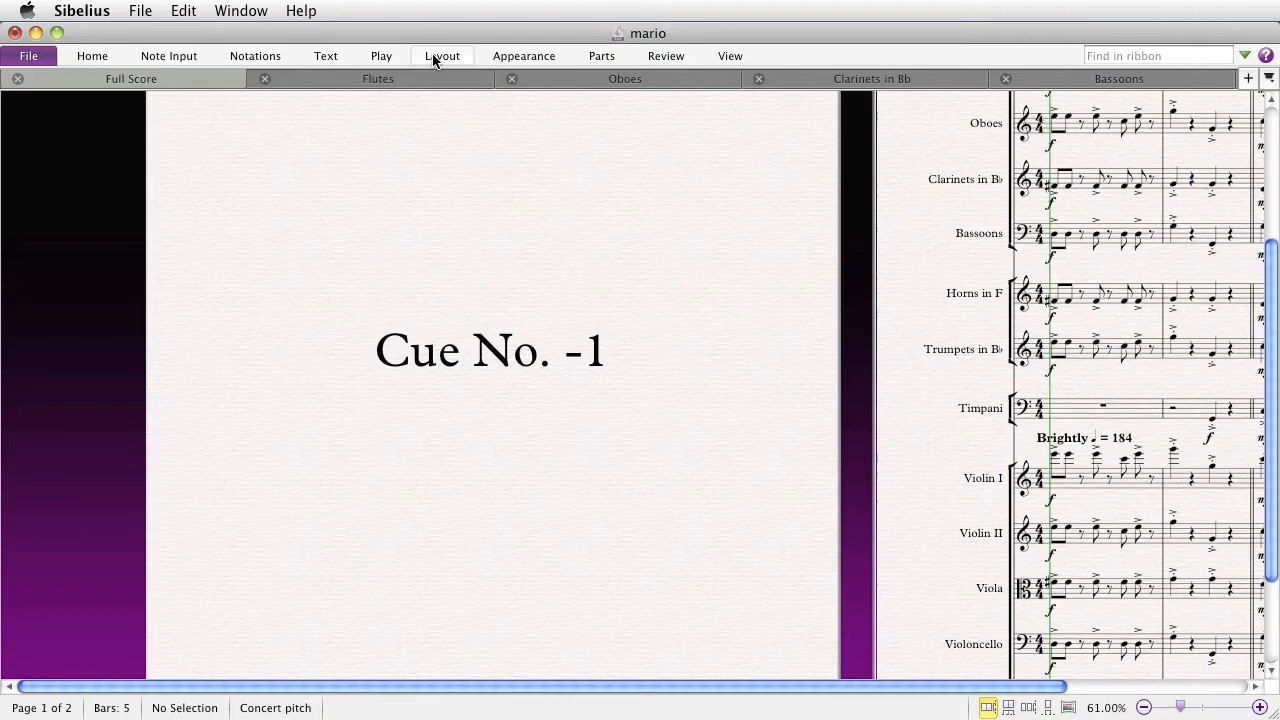 Sibelius File Edit Window Help
mario
File Home Note Input Notations Text Play Layout Appearance Parts Review View Find in ribbon
Full Score Flutes Oboes Clarinets in Bb Bassoons
Cue No. -1
Oboes
Clarinets in B♭
Bassoons
Horns in F
Trumpets in B♭
Timpani
Brightly ♩ = 184
Violin I
Violin II
Viola
Violoncello
Page 1 of 2 Bars: 5 No Selection Concert pitch 61.00%